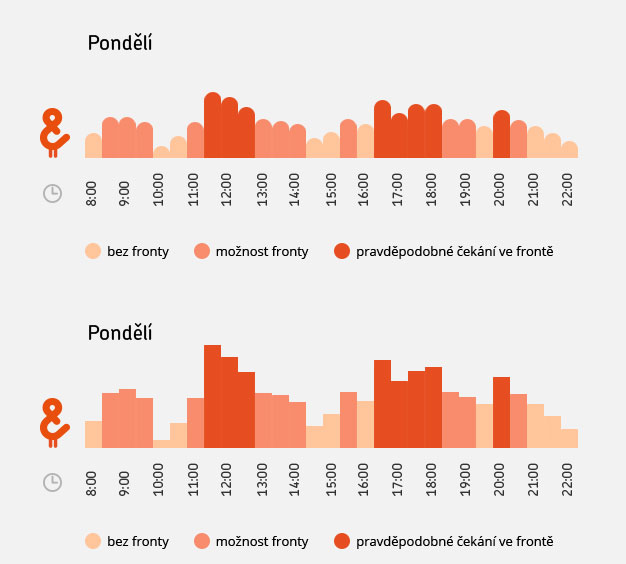 Pondělí
8:00 9:00 10:00 11:00 12:00 13:00 14:00 15:00 16:00 17:00 18:00 19:00 20:00 21:00 22:00
bez fronty možnost fronty pravděpodobné čekání ve frontě
Pondělí
8:00 9:00 10:00 11:00 12:00 13:00 14:00 15:00 16:00 17:00 18:00 19:00 20:00 21:00 22:00
bez fronty možnost fronty pravděpodobné čekání ve frontě